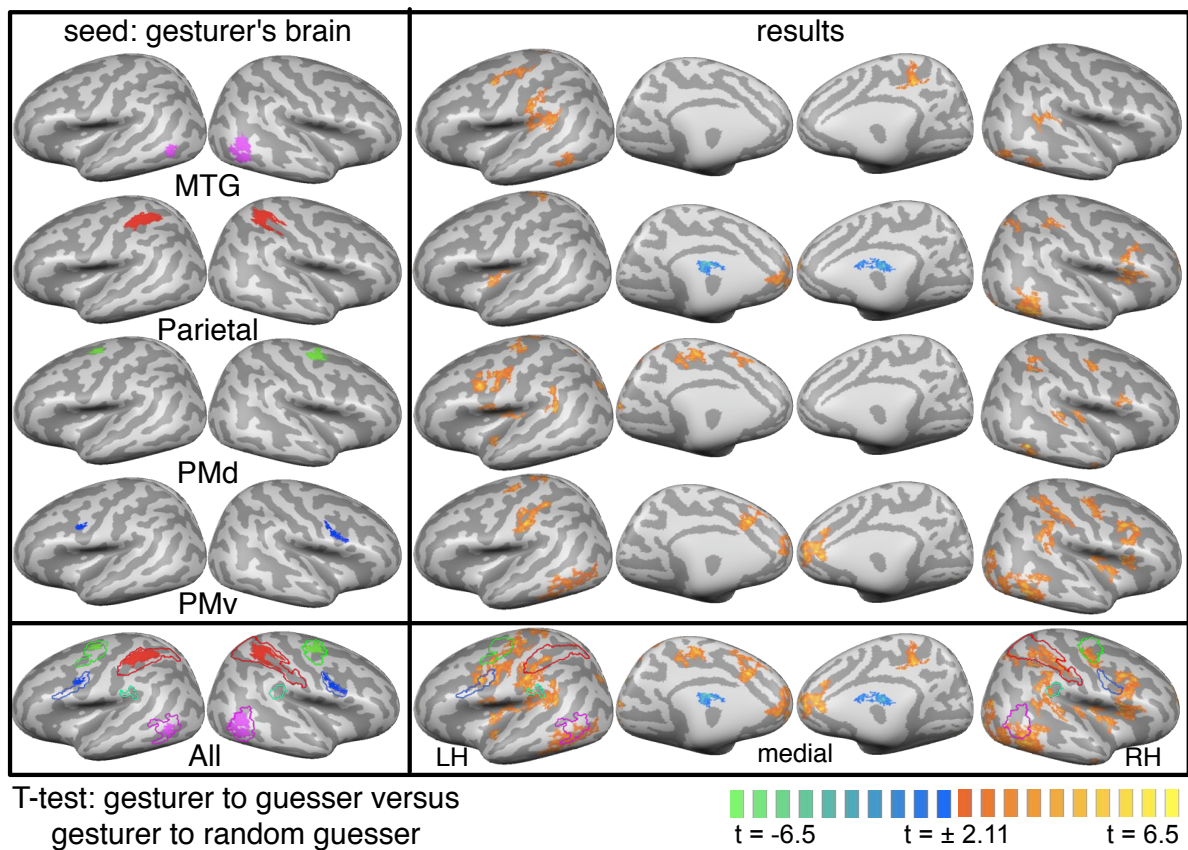 seed: gesturer's brain
results
MTG
Parietal
PMd
PMv
All
LH
medial
RH
T-test: gesturer to guesser versus
gesturer to random guesser
t = -6.5
t = ± 2.11
t = 6.5